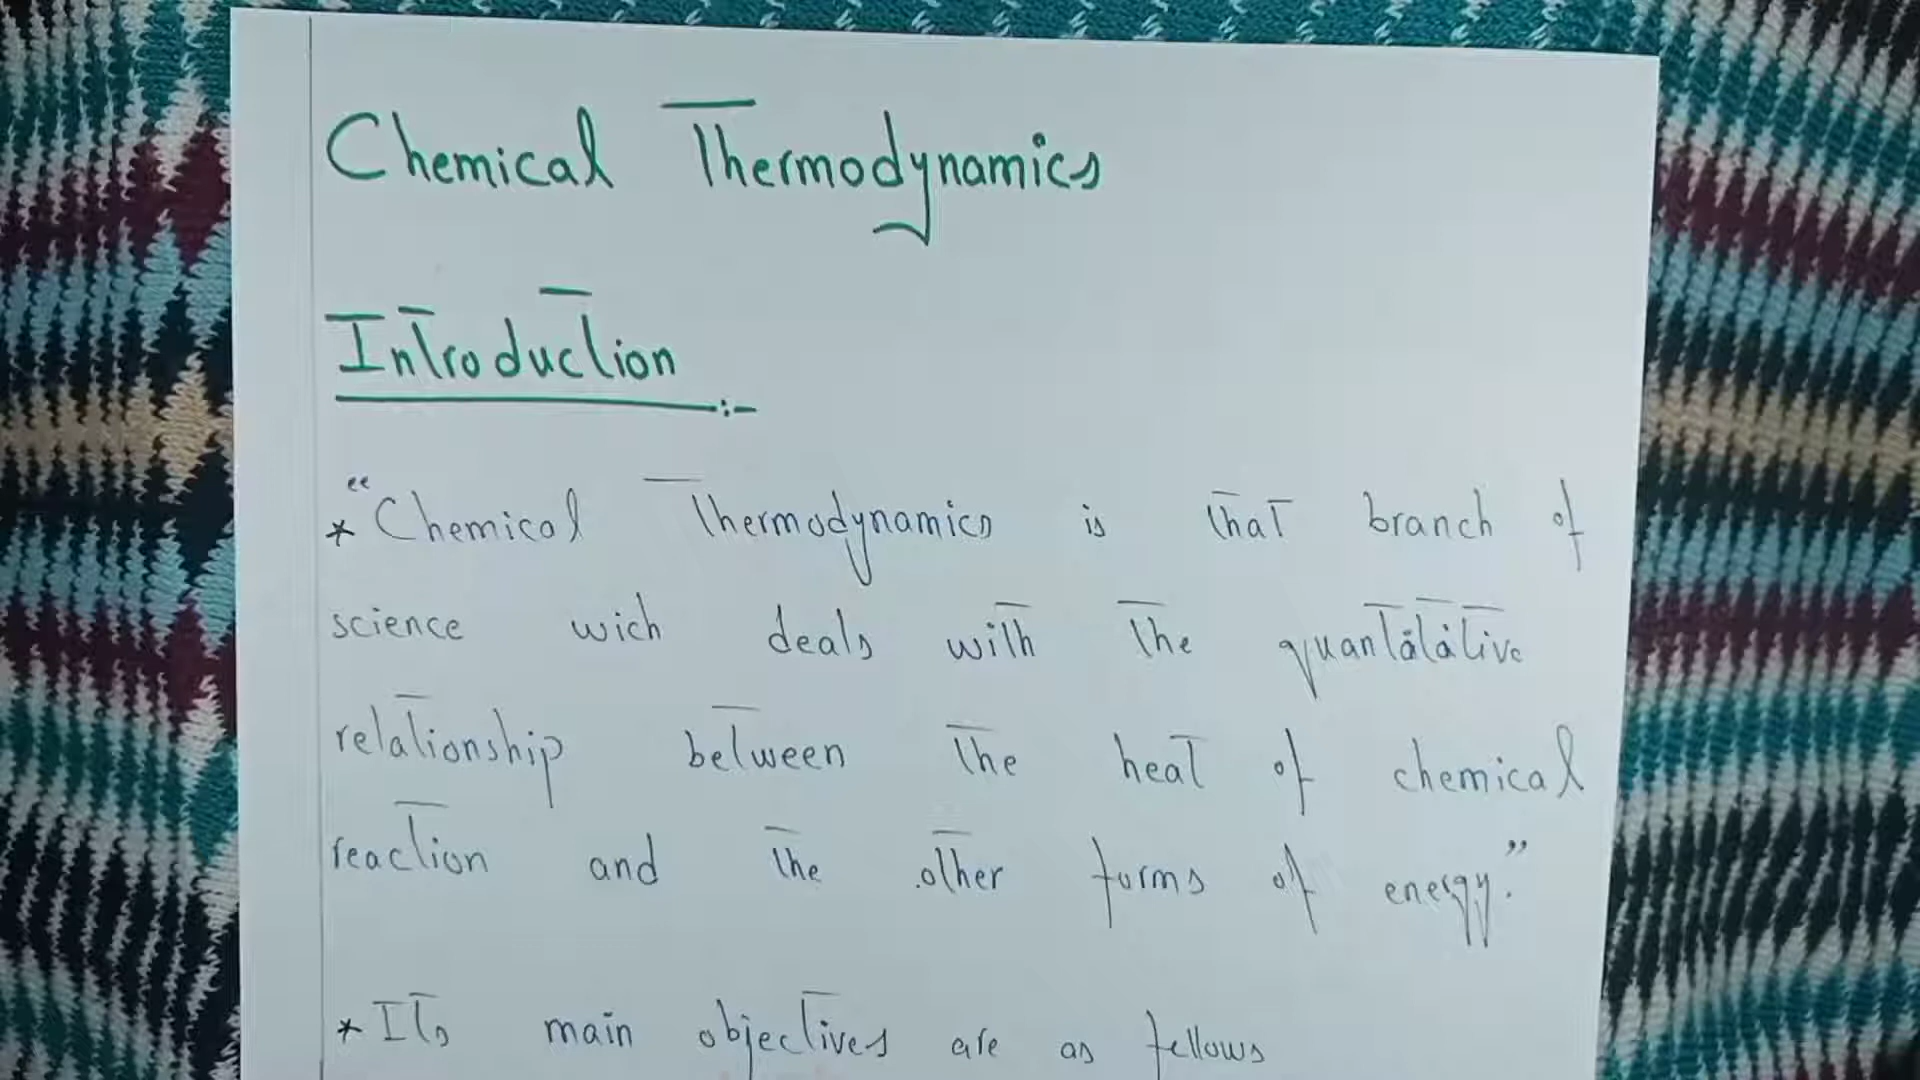 Chemical Thermodynamics
Introduction :-
* “Chemical Thermodynamics is that branch of
science wich deals with the quantatative
relationship between the heat of chemical
reaction and the other forms of energy.”
* Its main objectives are as fellows